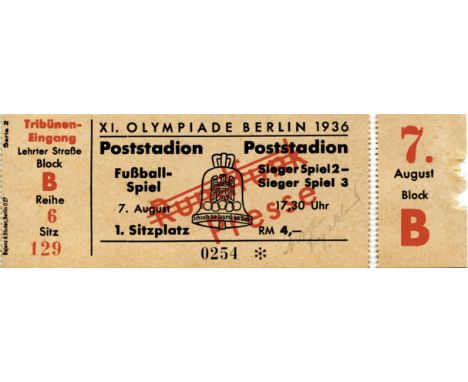 Serie 2
Tribünen-
Eingang
Lehrter Straße
Block
B
Reihe
6
Sitz
129
XI. OLYMPIADE BERLIN 1936
Poststadion Poststadion
Fußball-
Spiel
7. August
1. Sitzplatz
Sieger Spiel 2–
Sieger Spiel 3
17,30 Uhr
RM 4,–
Rundfunk
Presse
0254 *
7.
August
Block
B